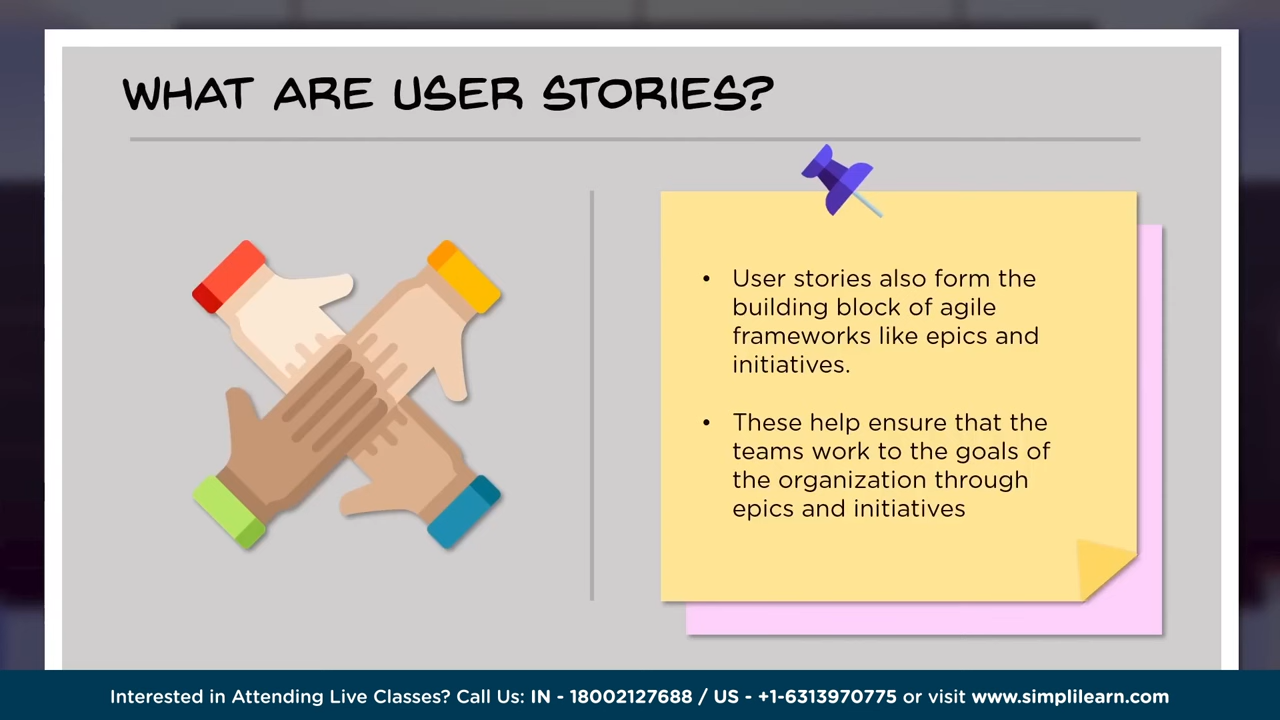 WHAT ARE USER STORIES?
• User stories also form the
building block of agile
frameworks like epics and
initiatives.
• These help ensure that the
teams work to the goals of
the organization through
epics and initiatives
Interested in Attending Live Classes? Call Us: IN - 18002127688 / US - +1-6313970775 or visit www.simplilearn.com